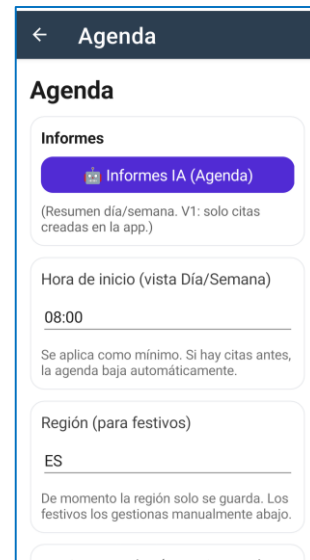 Agenda
Agenda
Informes
🤖 Informes IA (Agenda)
(Resumen día/semana. V1: solo citas
creadas en la app.)
Hora de inicio (vista Día/Semana)
08:00
Se aplica como mínimo. Si hay citas antes,
la agenda baja automáticamente.
Región (para festivos)
ES
De momento la región solo se guarda. Los
festivos los gestionas manualmente abajo.